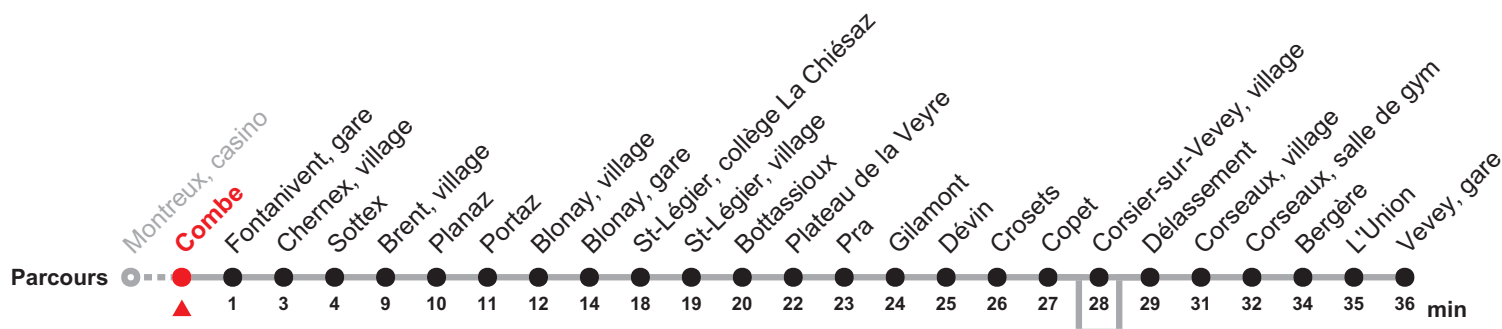 Montreux, casino
Combe
Fontanivent, gare
Chernex, village
Sottex
Brent, village
Planaz
Portaz
Blonay, village
Blonay, gare
St-Légier, collège La Chiésaz
St-Légier, village
Bottassioux
Plateau de la Veyre
Pra
Gilamont
Dévin
Crosets
Copet
Corsier-sur-Vevey, village
Délassement
Corseaux, village
Corseaux, salle de gym
Bergère
L'Union
Vevey, gare
Parcours
1 3 4 9 10 11 12 14 18 19 20 22 23 24 25 26 27 28 29 31 32 34 35 36 min